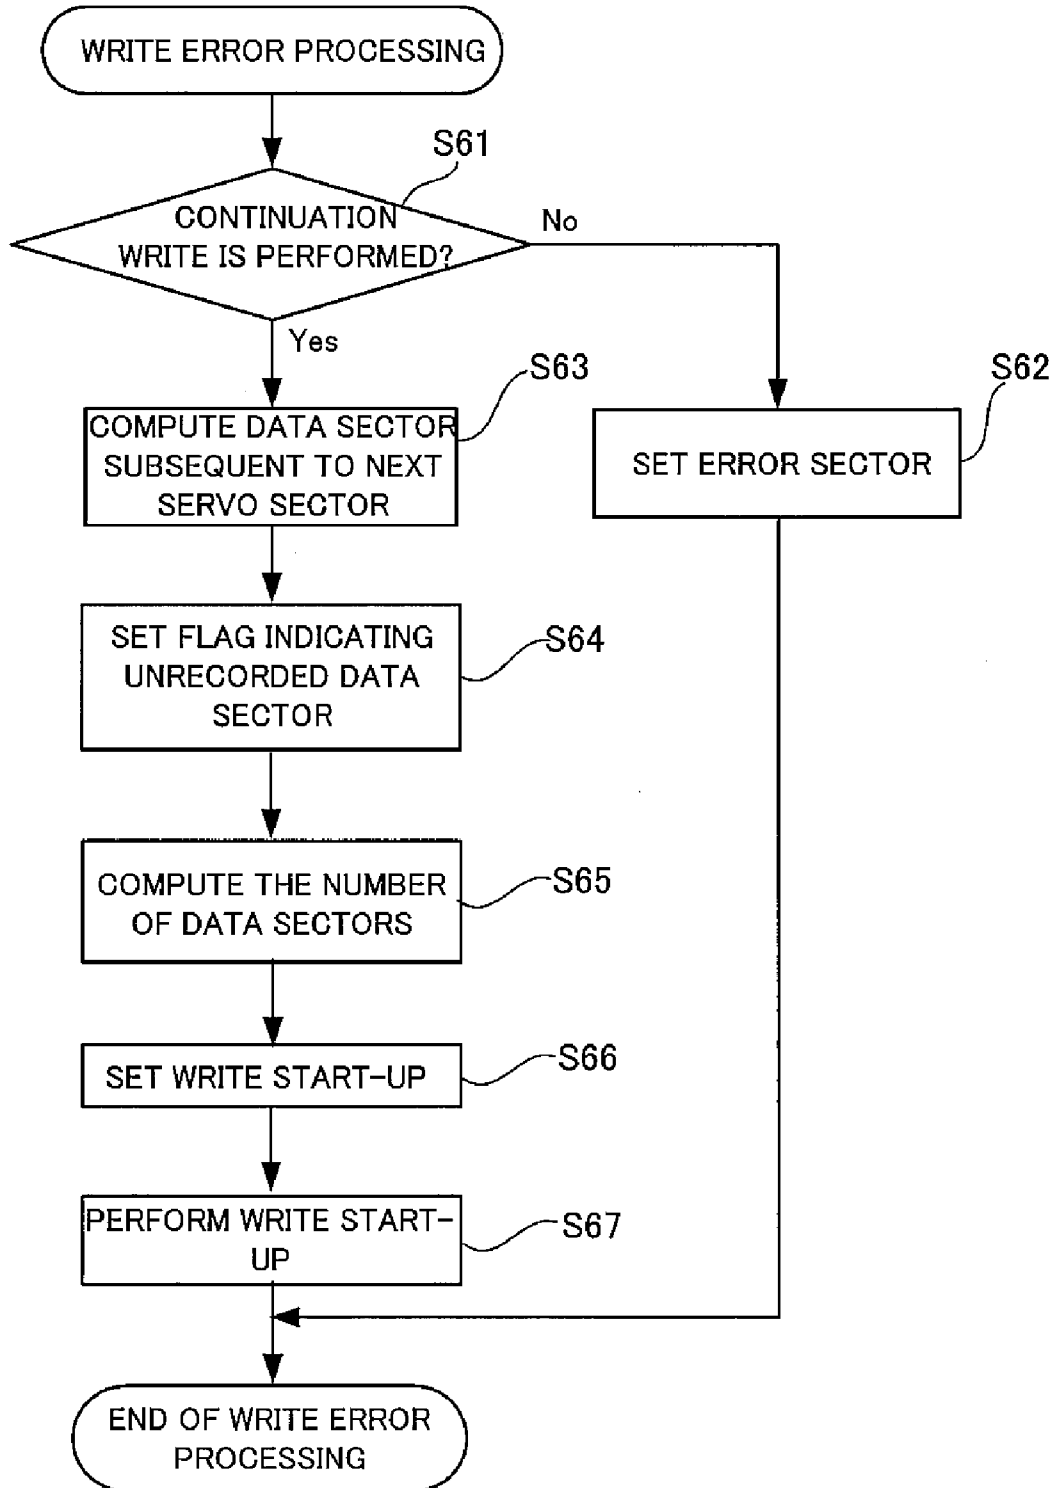 WRITE ERROR PROCESSING
S61
CONTINUATION
WRITE IS PERFORMED?
No
Yes
S63
COMPUTE DATA SECTOR
SUBSEQUENT TO NEXT
SERVO SECTOR
S62
SET ERROR SECTOR
S64
SET FLAG INDICATING
UNRECORDED DATA
SECTOR
S65
COMPUTE THE NUMBER
OF DATA SECTORS
S66
SET WRITE START-UP
S67
PERFORM WRITE START-
UP
END OF WRITE ERROR
PROCESSING